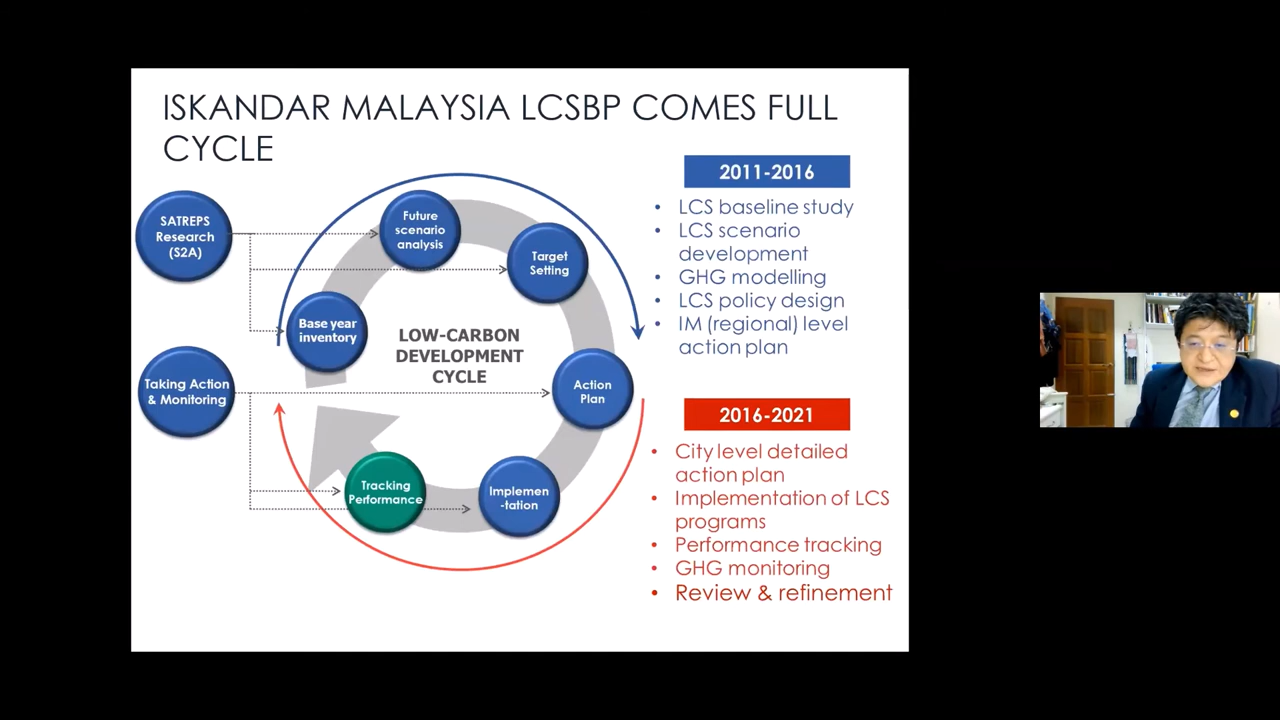 ISKANDAR MALAYSIA LCSBP COMES FULL
CYCLE
SATREPS
Research
(S2A)
Future
scenario
analysis
Target
Setting
Base year
inventory
LOW-CARBON
DEVELOPMENT
CYCLE
Taking Action
& Monitoring
Action
Plan
Tracking
Performance
Implemen
-tation
2011-2016
• LCS baseline study
• LCS scenario
development
• GHG modelling
• LCS policy design
• IM (regional) level
action plan
2016-2021
• City level detailed
action plan
• Implementation of LCS
programs
• Performance tracking
• GHG monitoring
• Review & refinement